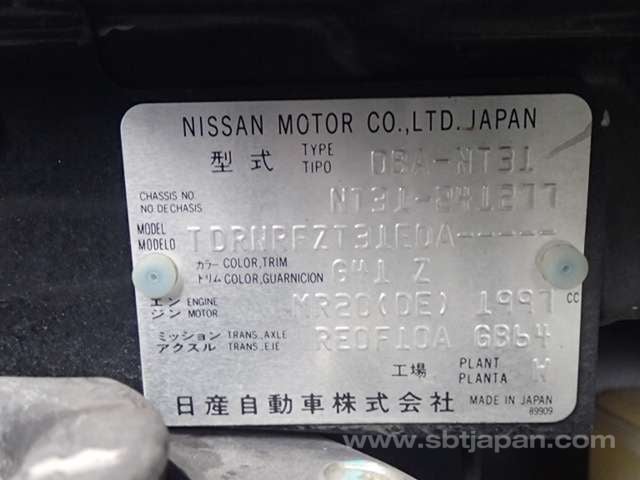 NISSAN MOTOR CO.,LTD.JAPAN
型式 TYPE TIPO DBA-NT31
CHASSIS NO NO DE CHASIS NT31-241277
MODEL MODELO TDRNRFZT31EDA-----
カラー COLOR,TRIM トリム COLOR,GUARNICION G41 Z
エンジン ENGINE MOTOR MR20(DE) 1997 CC
ミッション TRANS.,AXLE アクスル TRANS.,EJE RE0F10A GB64
工場 PLANT PLANTA W
日産自動車株式会社 MADE IN JAPAN
89909
www.sbtjapan.com